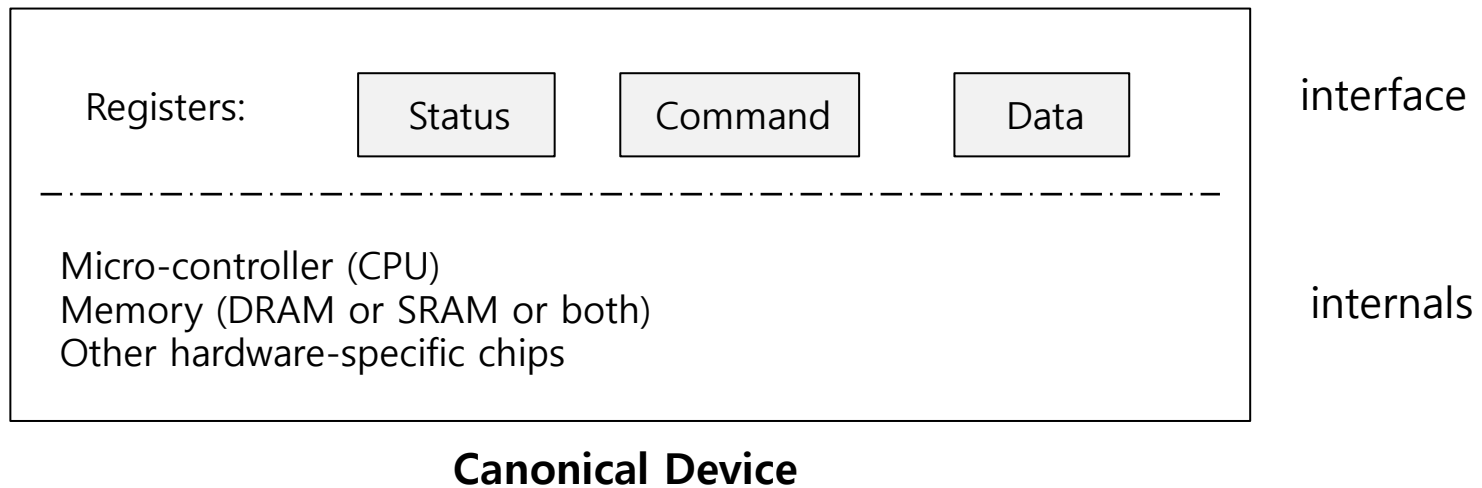 Registers: Status Command Data
interface
Micro-controller (CPU)
Memory (DRAM or SRAM or both)
Other hardware-specific chips
internals
Canonical Device